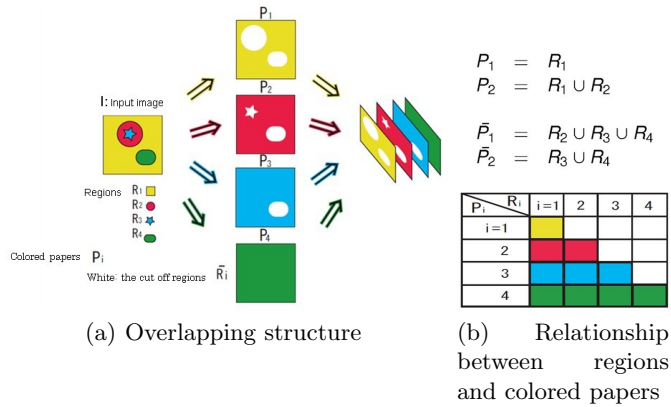 P₁
I: Input image
P₂
Regions
R₁
R₂
R₃
R₄
P₃
Colored papers Pᵢ
P₄
White: the cut off regions R̄ᵢ
(a) Overlapping structure
P₁ = R₁
P₂ = R₁ ∪ R₂
P̄₁ = R₂ ∪ R₃ ∪ R₄
P̄₂ = R₃ ∪ R₄
Pᵢ Rᵢ i=1 2 3 4
i=1
2
3
4
(b) Relationship
between regions
and colored papers